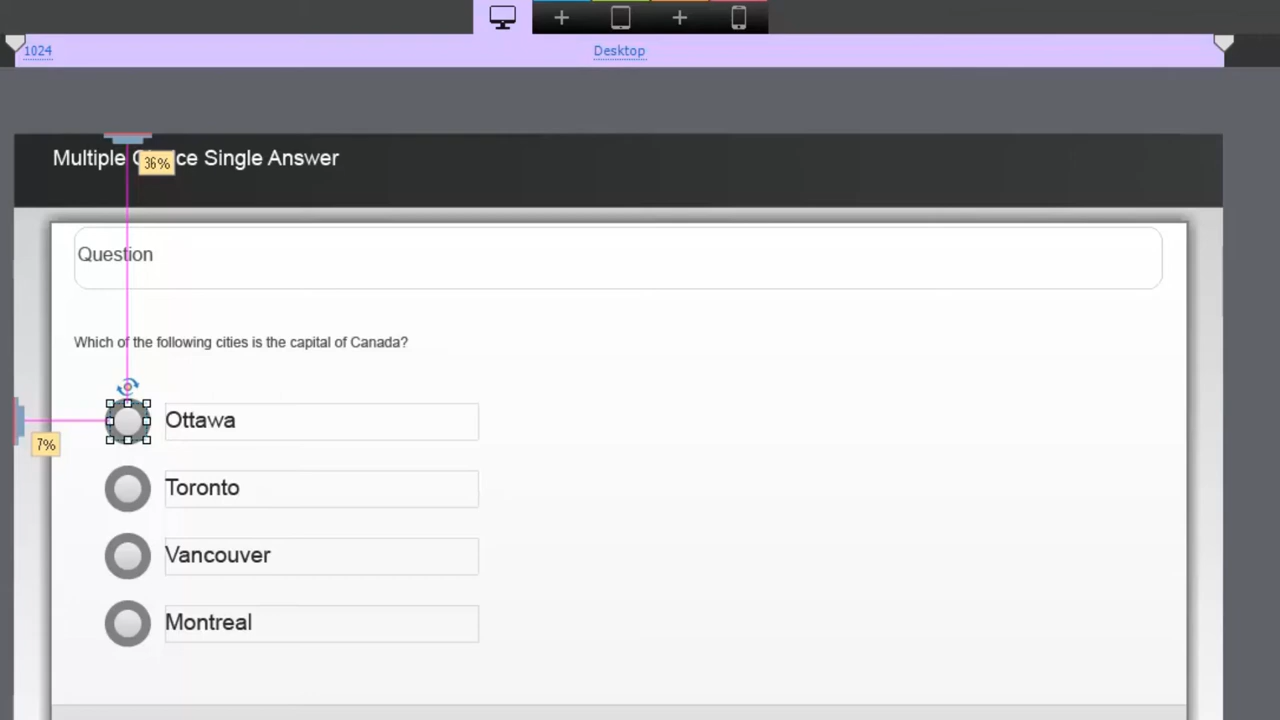 1024
Desktop
Multiple Choice Single Answer
36%
Question
Which of the following cities is the capital of Canada?
Ottawa
7%
Toronto
Vancouver
Montreal